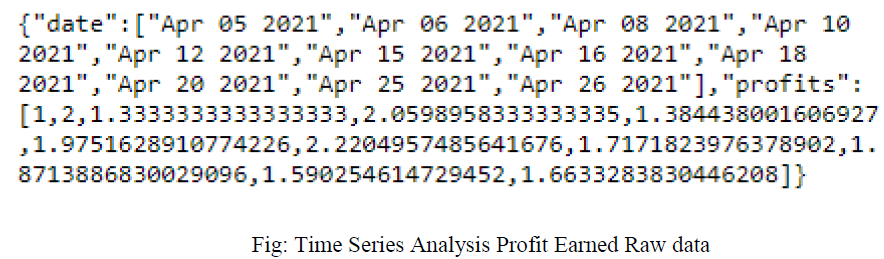 {"date":["Apr 05 2021","Apr 06 2021","Apr 08 2021","Apr 10
2021","Apr 12 2021","Apr 15 2021","Apr 16 2021","Apr 18
2021","Apr 20 2021","Apr 25 2021","Apr 26 2021"],"profits":
[1,2,1.3333333333333333,2.0598958333333335,1.384438001606927
,1.9751628910774226,2.2204957485641676,1.7171823976378902,1.
8713886830029096,1.590254614729452,1.6633283830446208]}
Fig: Time Series Analysis Profit Earned Raw data